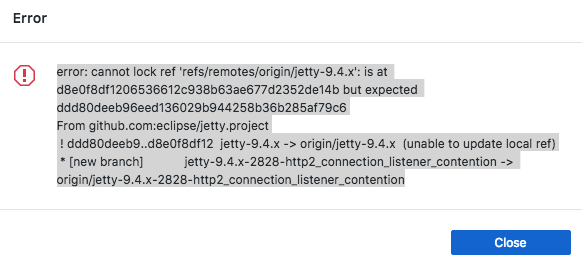 Error
error: cannot lock ref 'refs/remotes/origin/jetty-9.4.x': is at
d8e0f8df1206536612c938b63ae677d2352de14b but expected
ddd80deeb96eed136029b944258b36b285af79c6
From github.com:eclipse/jetty.project
! ddd80deeb9..d8e0f8df12 jetty-9.4.x -> origin/jetty-9.4.x (unable to update local ref)
* [new branch] jetty-9.4.x-2828-http2_connection_listener_contention ->
origin/jetty-9.4.x-2828-http2_connection_listener_contention
Close